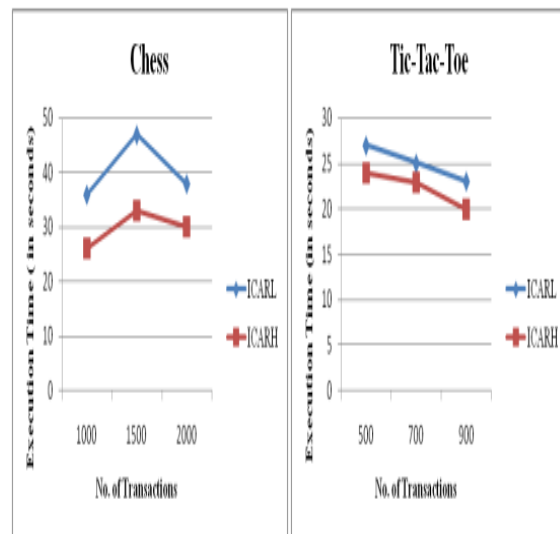 Chess
50
40
30
20
10
0
Execution Time ( in seconds)
1000 1500 2000
No. of Transactions
ICARL
ICARH
Tic-Tac-Toe
30
25
20
15
10
5
0
Execution Time (in seconds)
500 700 900
No. of Transactions
ICARL
ICARH